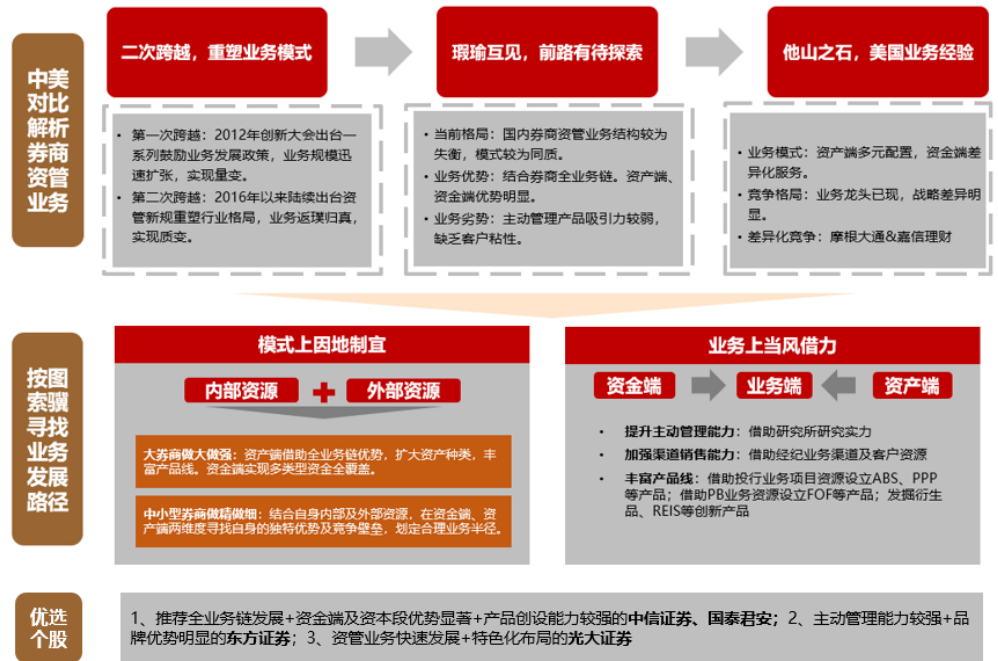 中美
对比
解析
券商
资管
业务
二次跨越，重塑业务模式
瑕瑜互见，前路有待探索
他山之石，美国业务经验
• 第一次跨越：2012年创新大会出台一
系列鼓励业务发展政策，业务规模迅
速扩张，实现量变。
• 第二次跨越：2016年以来陆续出台资
管新规重塑行业格局，业务返璞归真，
实现质变。
• 当前格局：国内券商资管业务结构较为
失衡，模式较为同质。
• 业务优势：结合券商全业务链。资产端、
资金端优势明显。
• 业务劣势：主动管理产品吸引力较弱，
缺乏客户粘性。
• 业务模式：资产端多元配置，资金端差
异化服务。
• 竞争格局：业务龙头已现，战略差异明
显。
• 差异化竞争：摩根大通&嘉信理财
按图
索骥
寻找
业务
发展
路径
模式上因地制宜
内部资源
外部资源
大券商做大做强：资产端借助全业务链优势，扩大资产种类，丰
富产品线。资金端实现多类型资金全覆盖。
中小型券商做精做细：结合自身内部及外部资源，在资金端、资
产端两维度寻找自身的独特优势及竞争壁垒，划定合理业务半径。
业务上当风借力
资金端
业务端
资产端
• 提升主动管理能力：借助研究所研究实力
• 加强渠道销售能力：借助经纪业务渠道及客户资源
• 丰富产品线：借助投行业务项目资源设立ABS、PPP
等产品；借助PB业务资源设立FOF等产品；发掘衍生
品、REIS等创新产品
优选
个股
1、推荐全业务链发展+资金端及资本段优势显著+产品创设能力较强的中信证券、国泰君安；2、主动管理能力较强+品
牌优势明显的东方证券；3、资管业务快速发展+特色化布局的光大证券